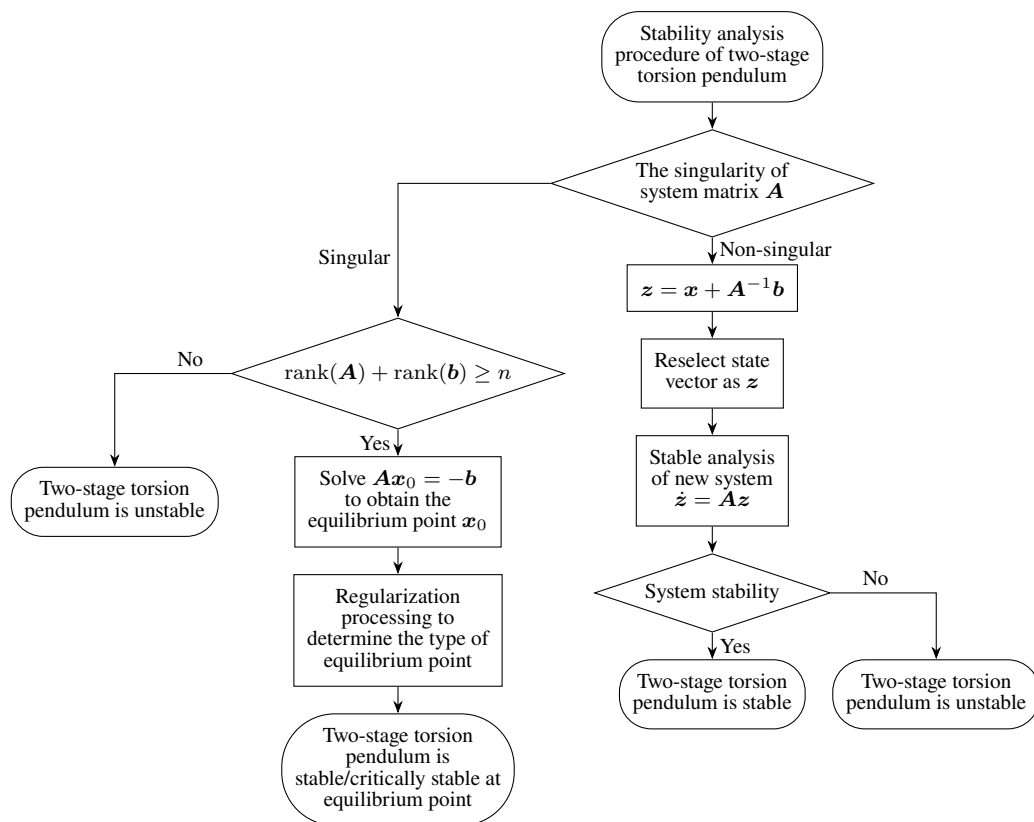 Stability analysis
procedure of two-stage
torsion pendulum
The singularity of
system matrix A
Singular
Non-singular
z = x + A⁻¹b
Reselect state
vector as z
Stable analysis
of new system
ż = Az
System stability
No
Yes
Two-stage torsion
pendulum is stable
Two-stage torsion
pendulum is unstable
rank(A) + rank(b) ≥ n
No
Yes
Two-stage torsion
pendulum is unstable
Solve Ax₀ = −b
to obtain the
equilibrium point x₀
Regularization
processing to
determine the type of
equilibrium point
Two-stage torsion
pendulum is
stable/critically stable at
equilibrium point